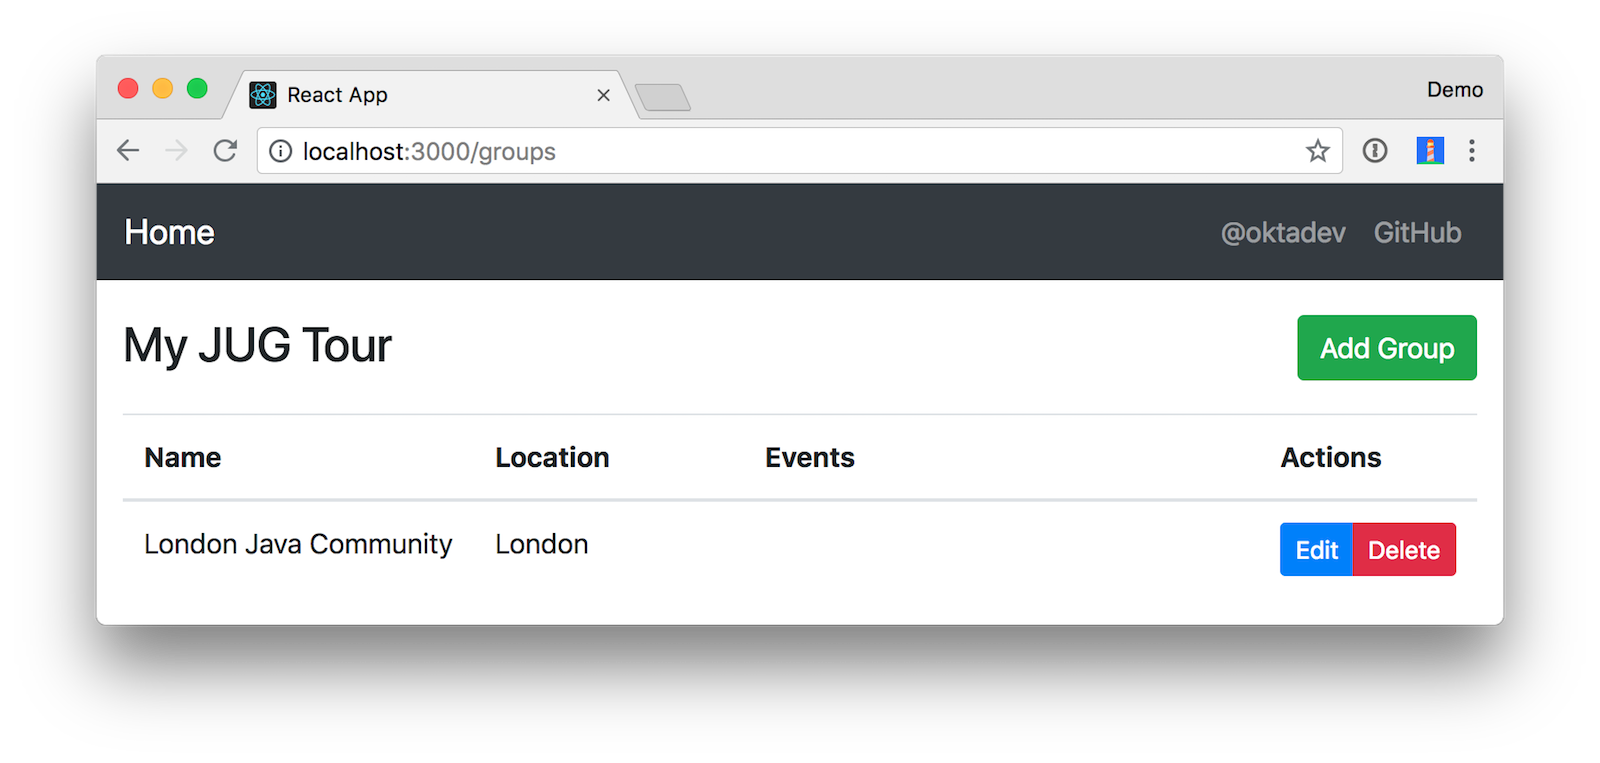 React App
Demo
localhost:3000/groups
Home @oktadev GitHub
My JUG Tour Add Group
Name Location Events Actions
London Java Community London Edit Delete